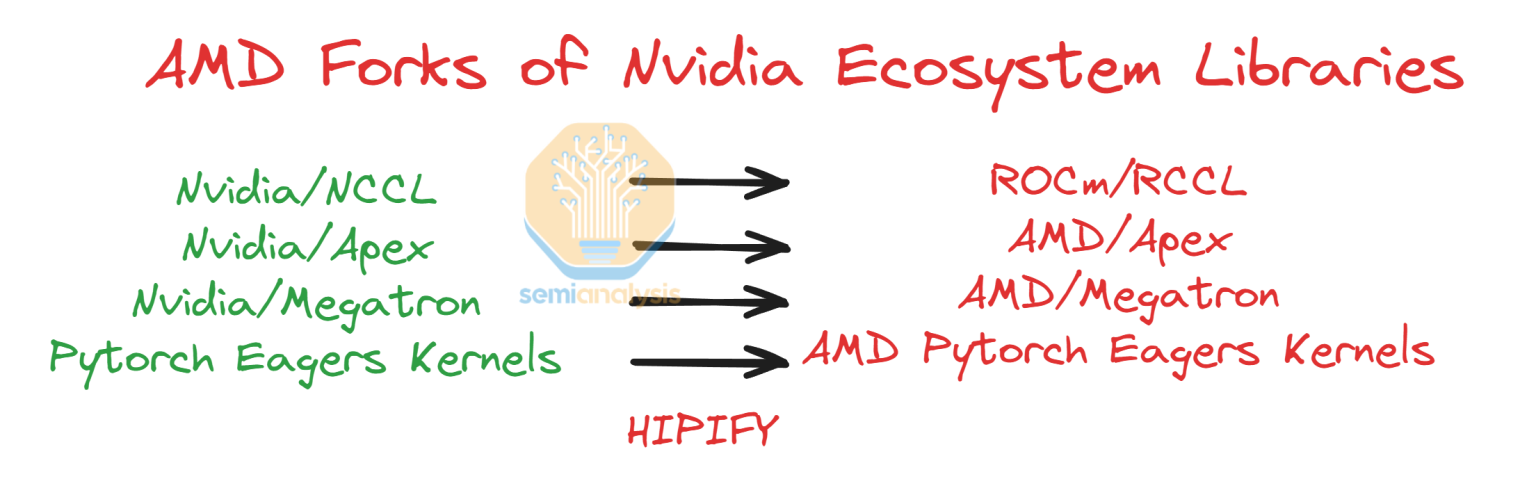 AMD Forks of Nvidia Ecosystem Libraries
Nvidia/NCCL ROCm/RCCL
Nvidia/Apex AMD/Apex
Nvidia/Megatron AMD/Megatron
Pytorch Eagers Kernels AMD Pytorch Eagers Kernels
semianalysis
HIPIFY